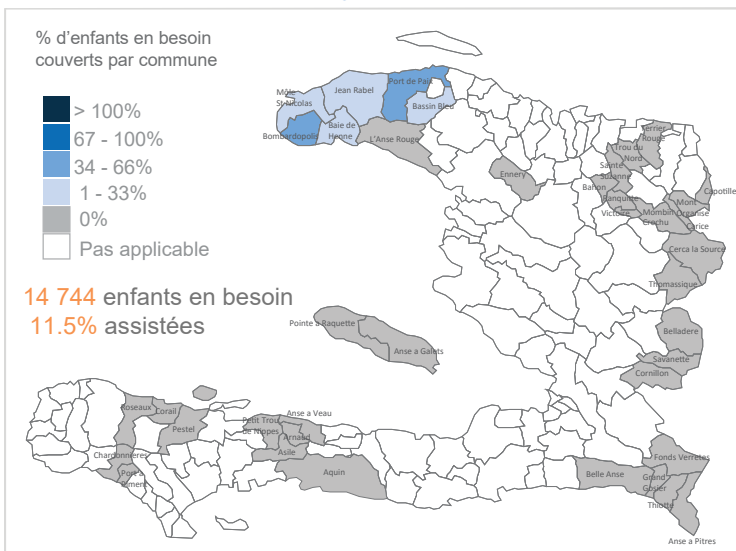 % d'enfants en besoin
couverts par commune
> 100%
67 - 100%
34 - 66%
1 - 33%
0%
Pas applicable
14 744 enfants en besoin
11.5% assistées
Môle
St-Nicolas
Jean Rabel
Port de Paix
Bassin Bleu
Bombardopolis
Baie de
Henne
L'Anse Rouge
Ennery
Terrier
Rouge
Trou du
Nord
Sainte
Suzanne
Bahon
Ranquitte
Victoire
Mombin
Crochu
Mont
Organise
Capotille
Carice
Cerca la Source
Thomassique
Belladere
Savanette
Cornillon
Pointe a Raquette
Anse a Galets
Roseaux
Corail
Pestel
Chardonnieres
Port a
Piment
Petit Trou
de Nippes
Anse a Veau
Arnaud
Asile
Aquin
Belle Anse
Fonds Verrettes
Grand
Gosier
Thiotte
Anse a Pitres